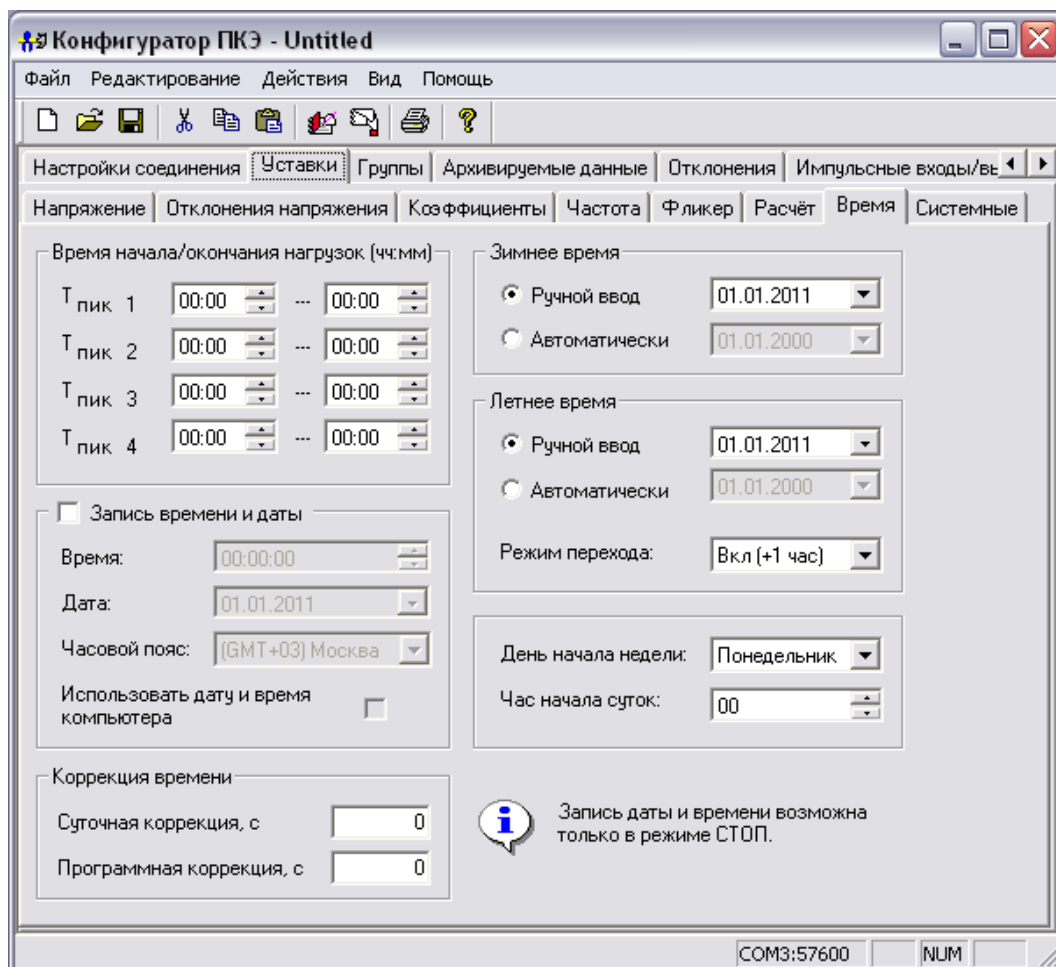 Конфигуратор ПКЭ - Untitled
Файл Редактирование Действия Вид Помощь
Настройки соединения Уставки Группы Архивируемые данные Отклонения Импульсные входы/вы
Напряжение Отклонения напряжения Коэффициенты Частота Фликер Расчёт Время Системные
Время начала/окончания нагрузок (чч:мм)
Т пик 1 00:00 --- 00:00
Т пик 2 00:00 --- 00:00
Т пик 3 00:00 --- 00:00
Т пик 4 00:00 --- 00:00
Запись времени и даты
Время: 00:00:00
Дата: 01.01.2011
Часовой пояс: (GMT+03) Москва
Использовать дату и время
компьютера
Коррекция времени
Суточная коррекция, с 0
Программная коррекция, с 0
Зимнее время
Ручной ввод 01.01.2011
Автоматически 01.01.2000
Летнее время
Ручной ввод 01.01.2011
Автоматически 01.01.2000
Режим перехода: Вкл (+1 час)
День начала недели: Понедельник
Час начала суток: 00
Запись даты и времени возможна
только в режиме СТОП.
COM3:57600 NUM